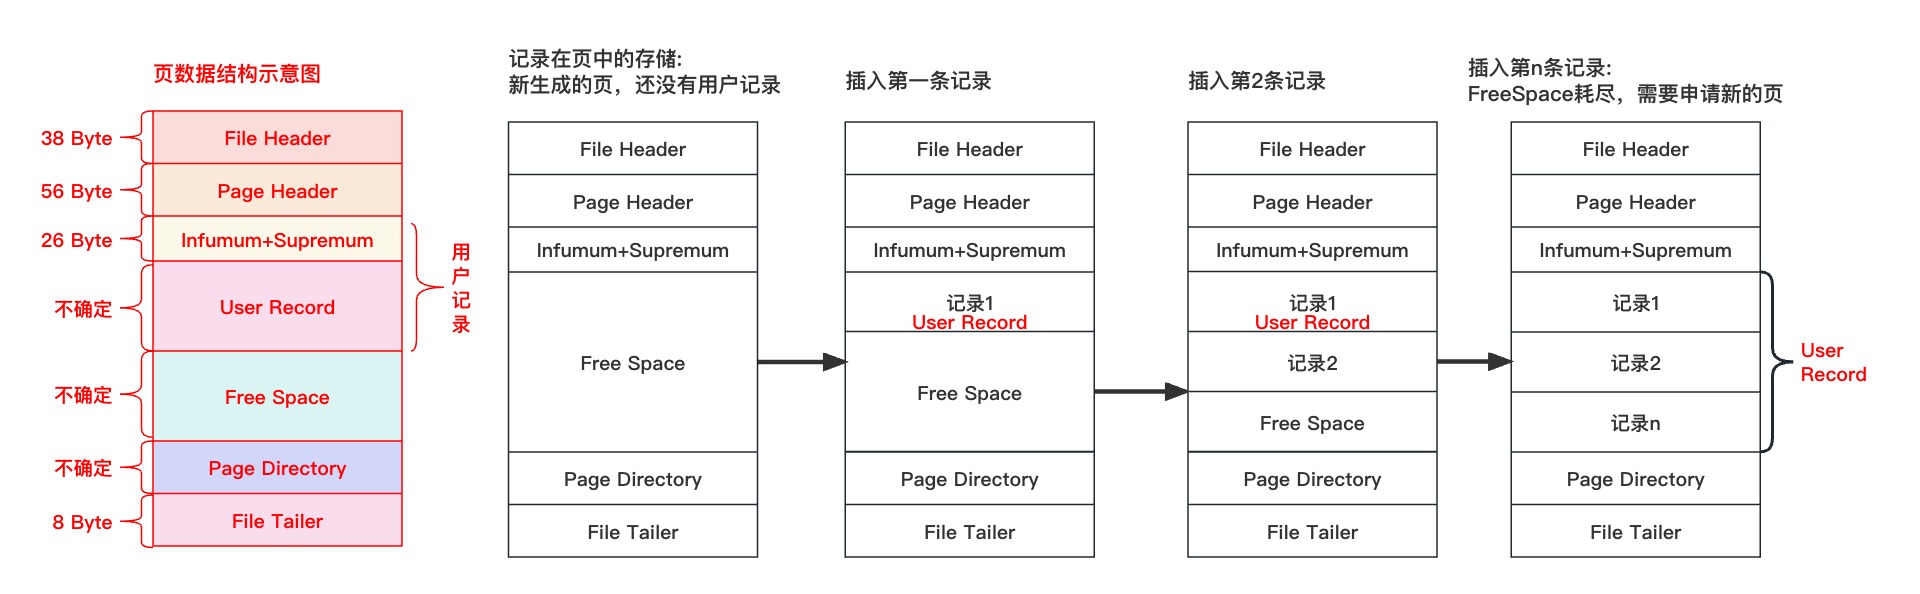 页数据结构示意图
38 Byte
File Header
56 Byte
Page Header
26 Byte
Infumum+Supremum
不确定
User Record
用户记录
不确定
Free Space
不确定
Page Directory
8 Byte
File Tailer
记录在页中的存储:
新生成的页，还没有用户记录
File Header
Page Header
Infumum+Supremum
Free Space
Page Directory
File Tailer
插入第一条记录
File Header
Page Header
Infumum+Supremum
记录1
User Record
Free Space
Page Directory
File Tailer
插入第2条记录
File Header
Page Header
Infumum+Supremum
记录1
User Record
记录2
Free Space
Page Directory
File Tailer
插入第n条记录:
FreeSpace耗尽，需要申请新的页
File Header
Page Header
Infumum+Supremum
记录1
记录2
记录n
Page Directory
File Tailer
User
Record